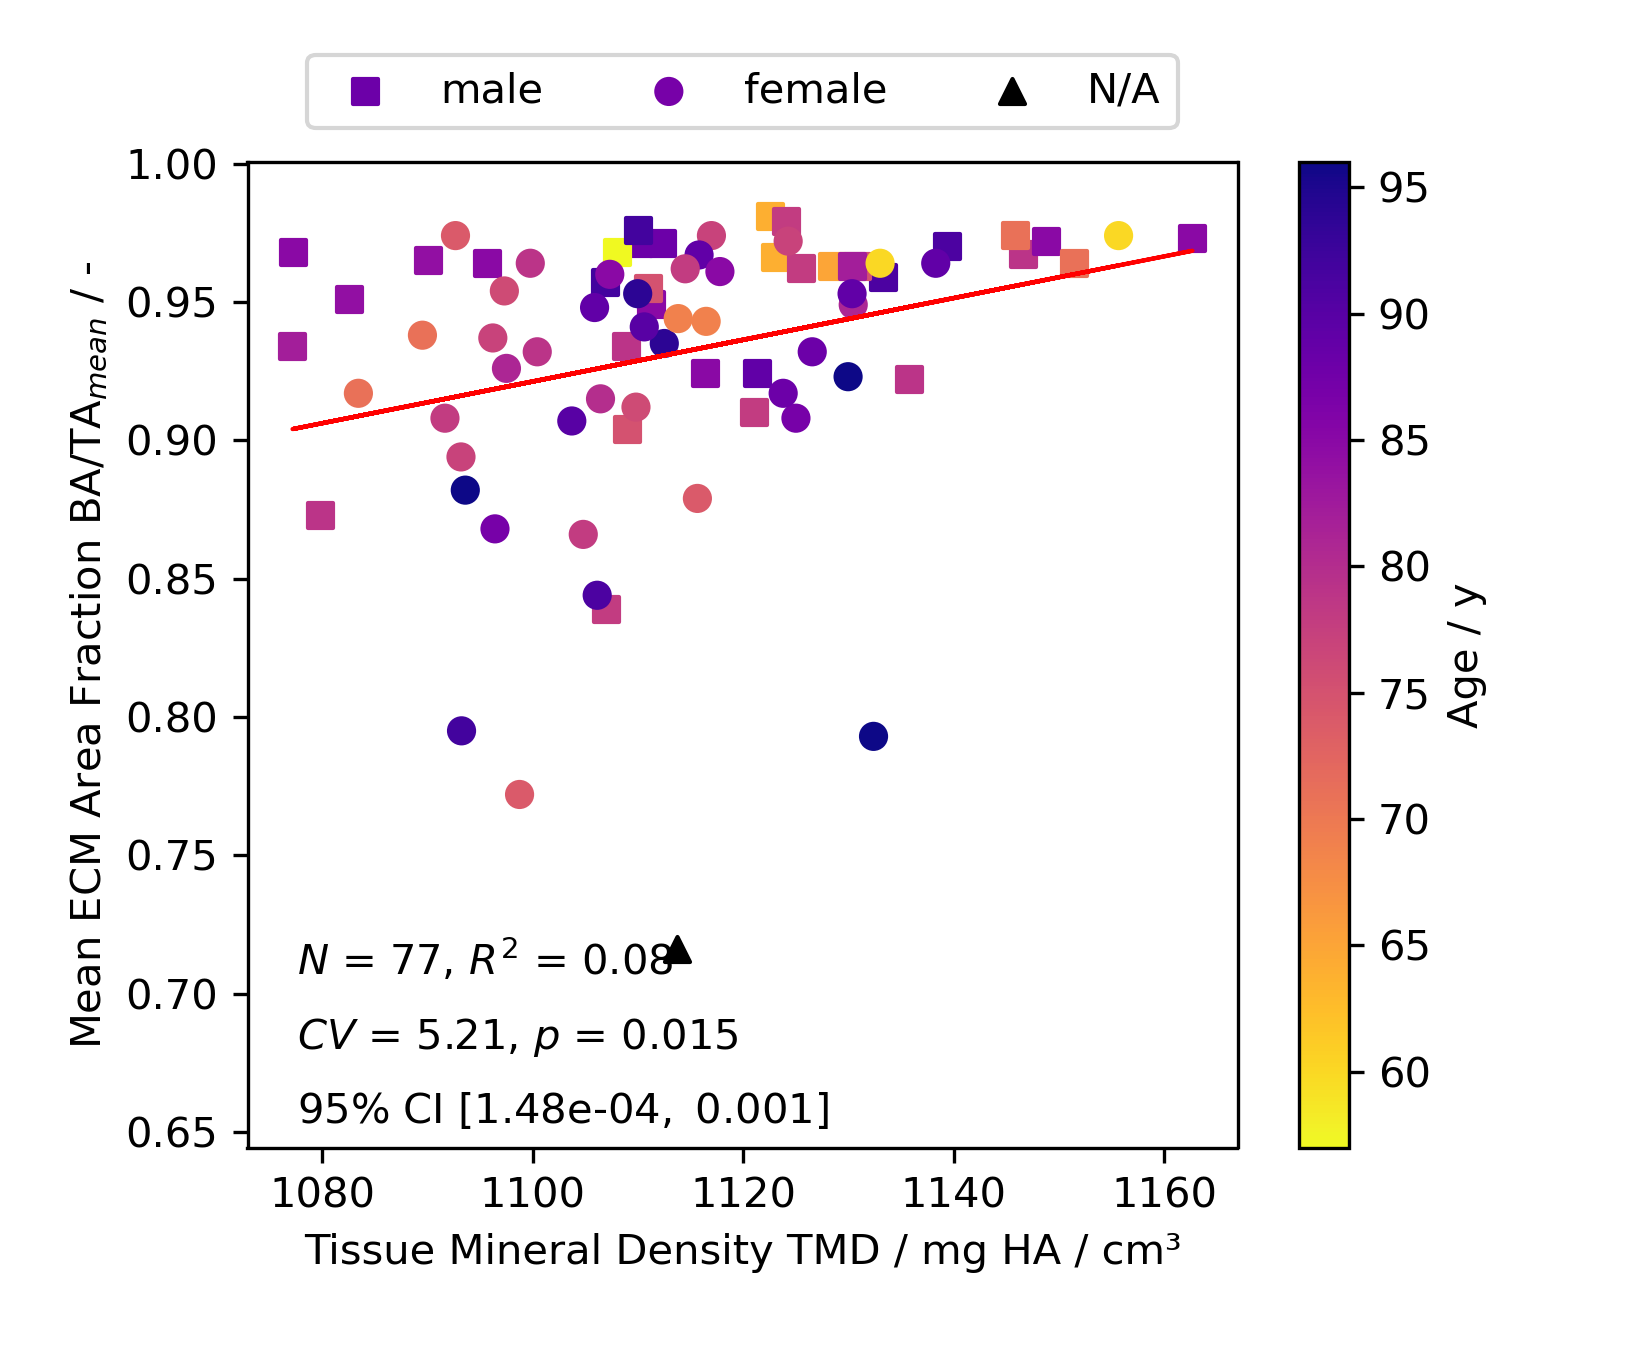 male female N/A
1.00
0.95
0.90
0.85
0.80
0.75
0.70
0.65
Mean ECM Area Fraction BA/TA_mean / -
N = 77, R² = 0.08
CV = 5.21, p = 0.015
95% CI [1.48e-04, 0.001]
1080 1100 1120 1140 1160
Tissue Mineral Density TMD / mg HA / cm³
95
90
85
80
75
70
65
60
Age / y